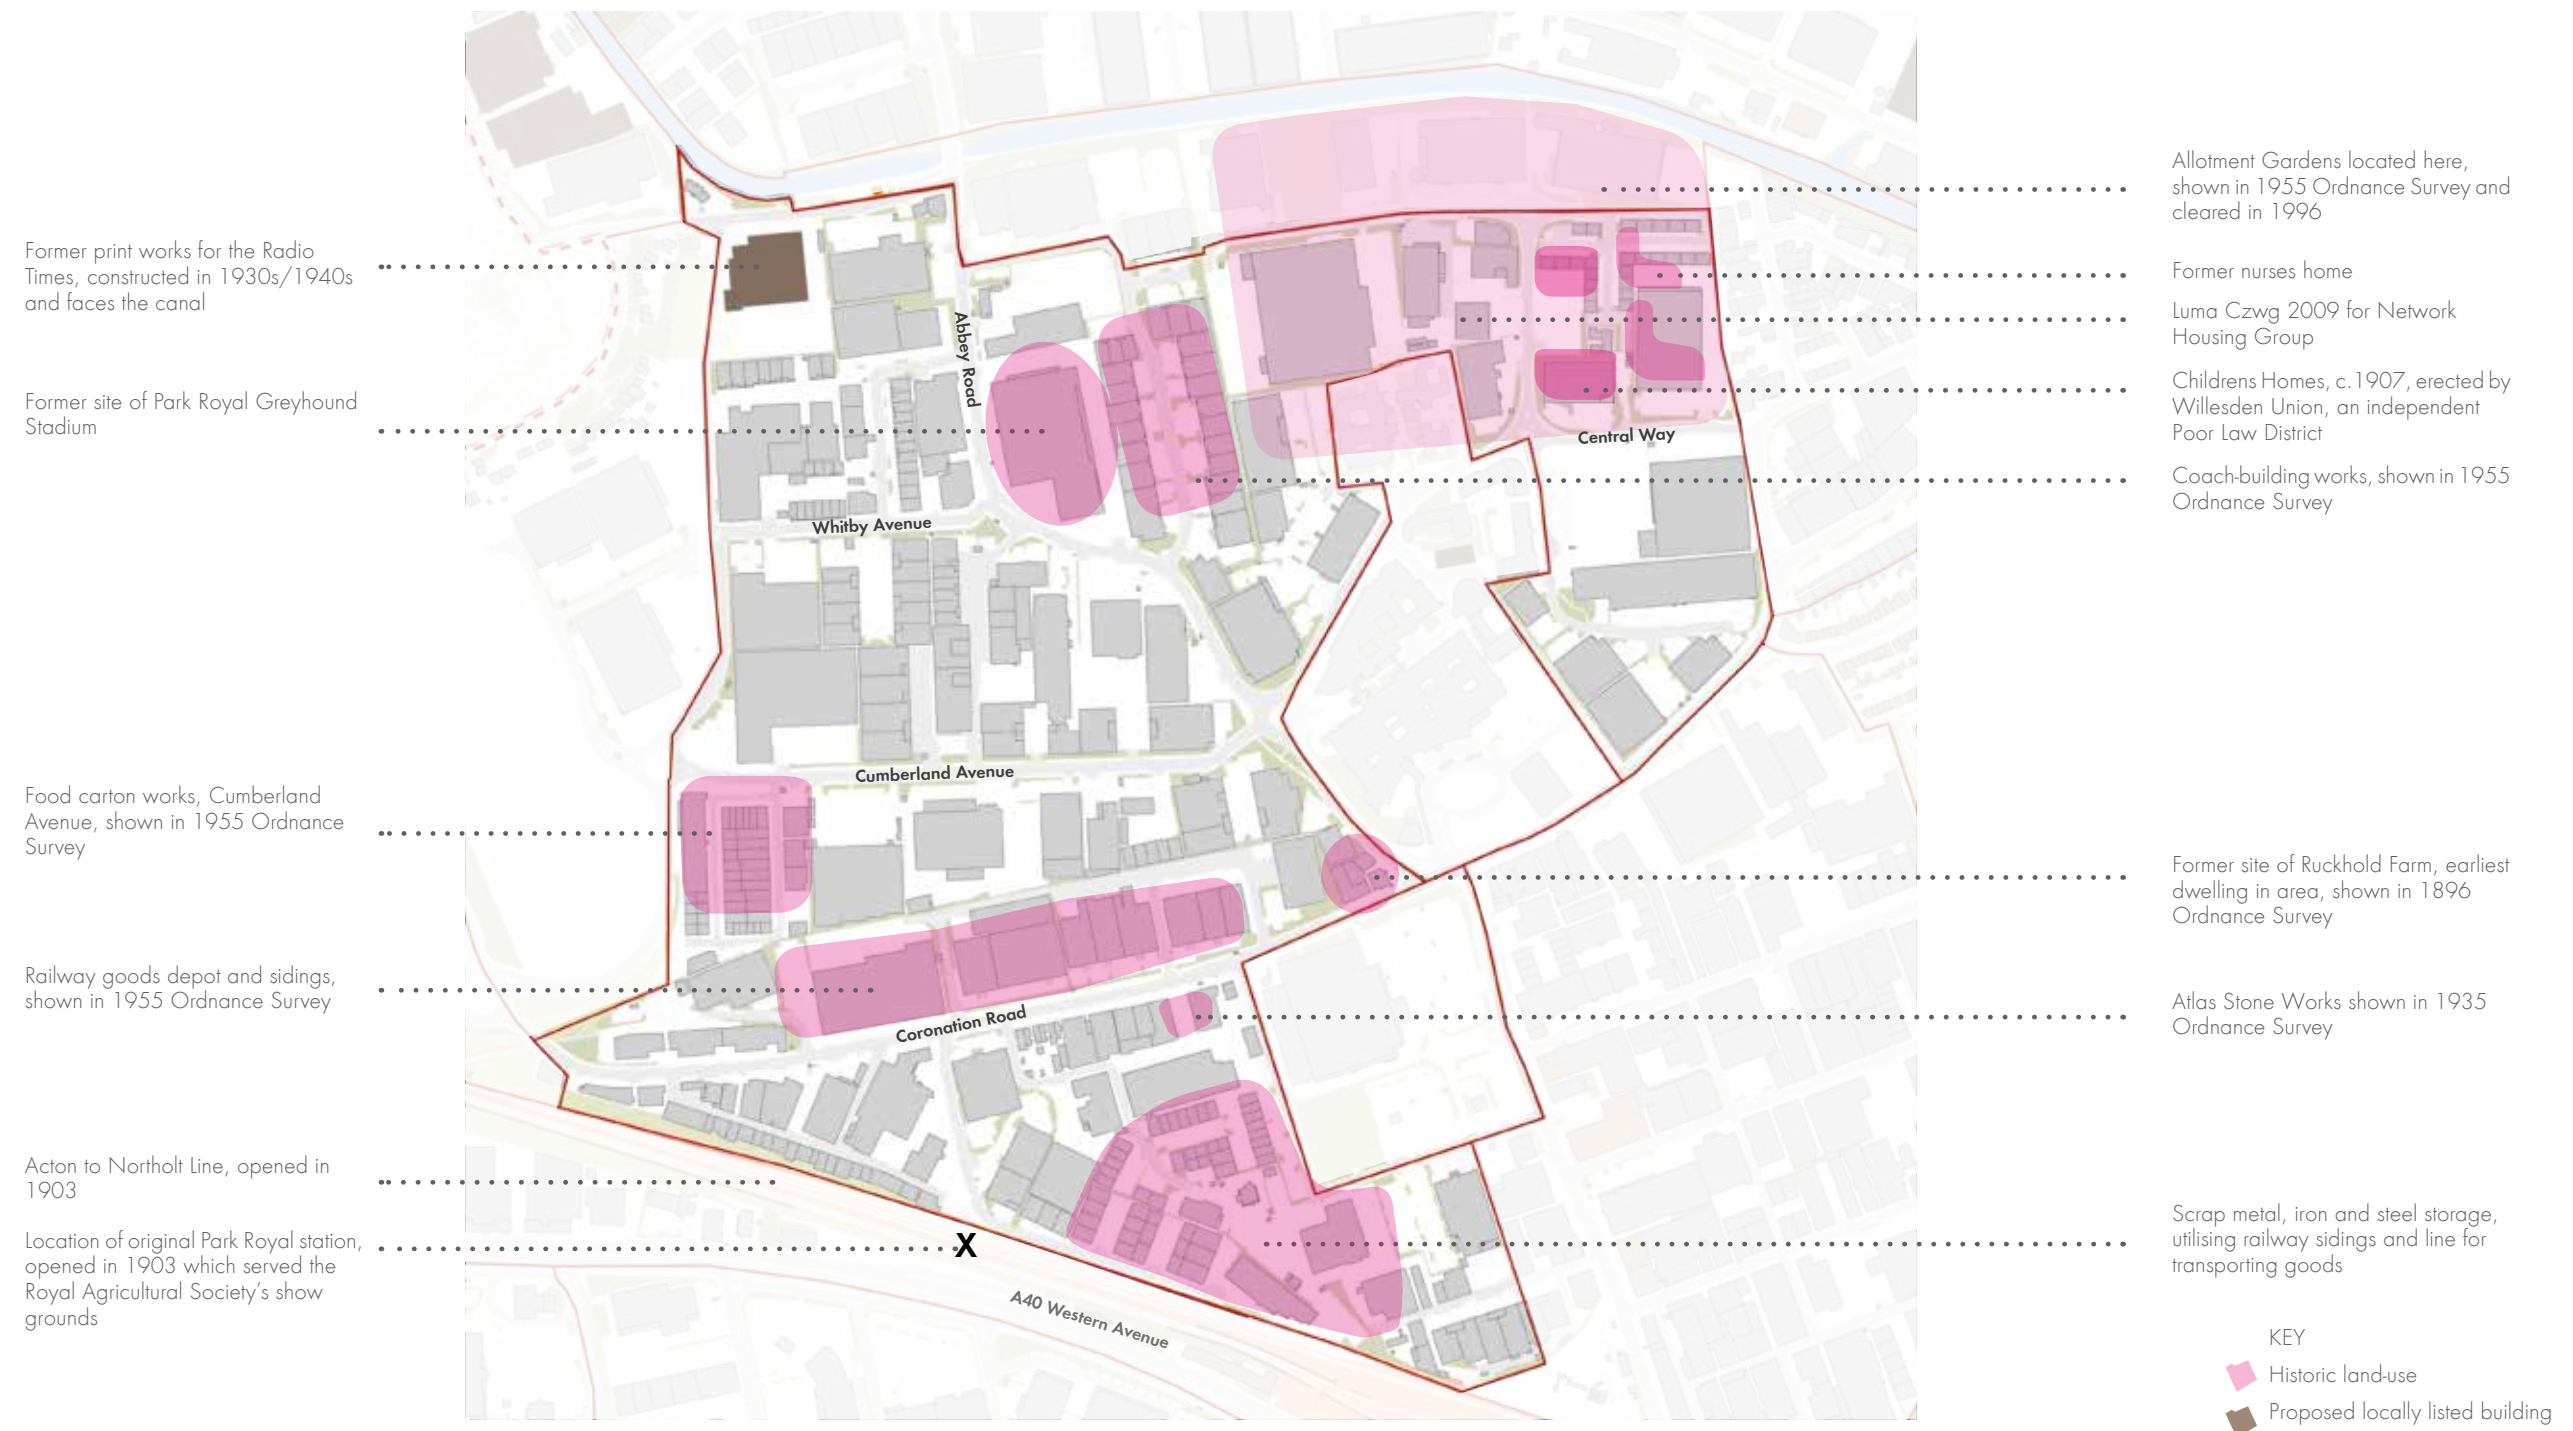 Former print works for the Radio
Times, constructed in 1930s/1940s
and faces the canal
Former site of Park Royal Greyhound
Stadium
Food carton works, Cumberland
Avenue, shown in 1955 Ordnance
Survey
Railway goods depot and sidings,
shown in 1955 Ordnance Survey
Acton to Northolt Line, opened in
1903
Location of original Park Royal station,
opened in 1903 which served the
Royal Agricultural Society's show
grounds
Abbey Road
Whitby Avenue
Central Way
Cumberland Avenue
Coronation Road
X
A40 Western Avenue
Allotment Gardens located here,
shown in 1955 Ordnance Survey and
cleared in 1996
Former nurses home
Luma Czwg 2009 for Network
Housing Group
Childrens Homes, c.1907, erected by
Willesden Union, an independent
Poor Law District
Coach-building works, shown in 1955
Ordnance Survey
Former site of Ruckhold Farm, earliest
dwelling in area, shown in 1896
Ordnance Survey
Atlas Stone Works shown in 1935
Ordnance Survey
Scrap metal, iron and steel storage,
utilising railway sidings and line for
transporting goods
KEY
Historic land-use
Proposed locally listed building